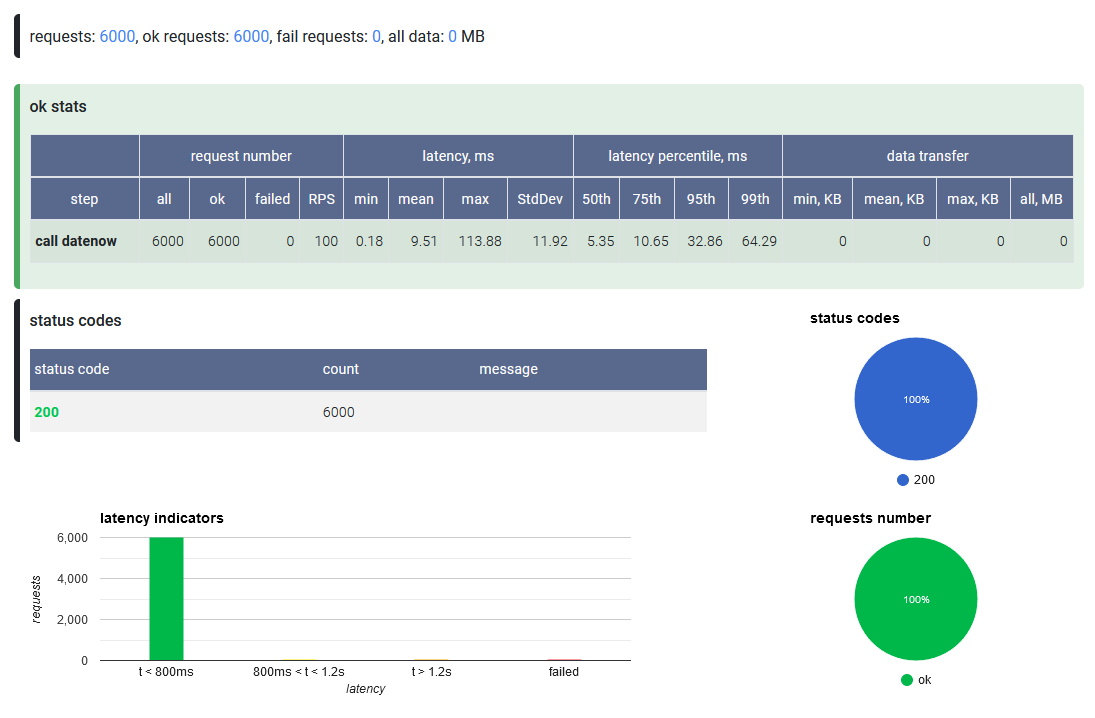 requests: 6000, ok requests: 6000, fail requests: 0, all data: 0 MB
ok stats
request number latency, ms latency percentile, ms data transfer
step all ok failed RPS min mean max StdDev 50th 75th 95th 99th min, KB mean, KB max, KB all, MB
call datenow 6000 6000 0 100 0.18 9.51 113.88 11.92 5.35 10.65 32.86 64.29 0 0 0 0
status codes
status code count message
200 6000
status codes
100%
200
latency indicators
6,000
4,000
2,000
0
requests
t < 800ms 800ms < t < 1.2s t > 1.2s failed
latency
requests number
100%
ok